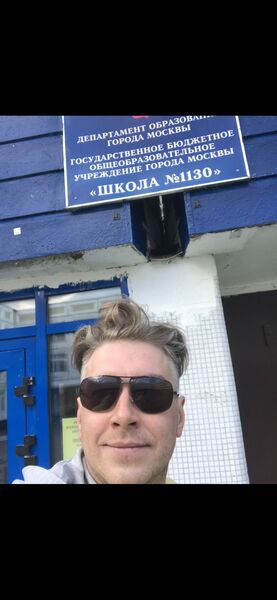 ДЕПАРТАМЕНТ ОБРАЗОВАНИЯ
ГОРОДА МОСКВЫ
ГОСУДАРСТВЕННОЕ БЮДЖЕТНОЕ
ОБЩЕОБРАЗОВАТЕЛЬНОЕ
УЧРЕЖДЕНИЕ ГОРОДА МОСКВЫ
«ШКОЛА №1130»